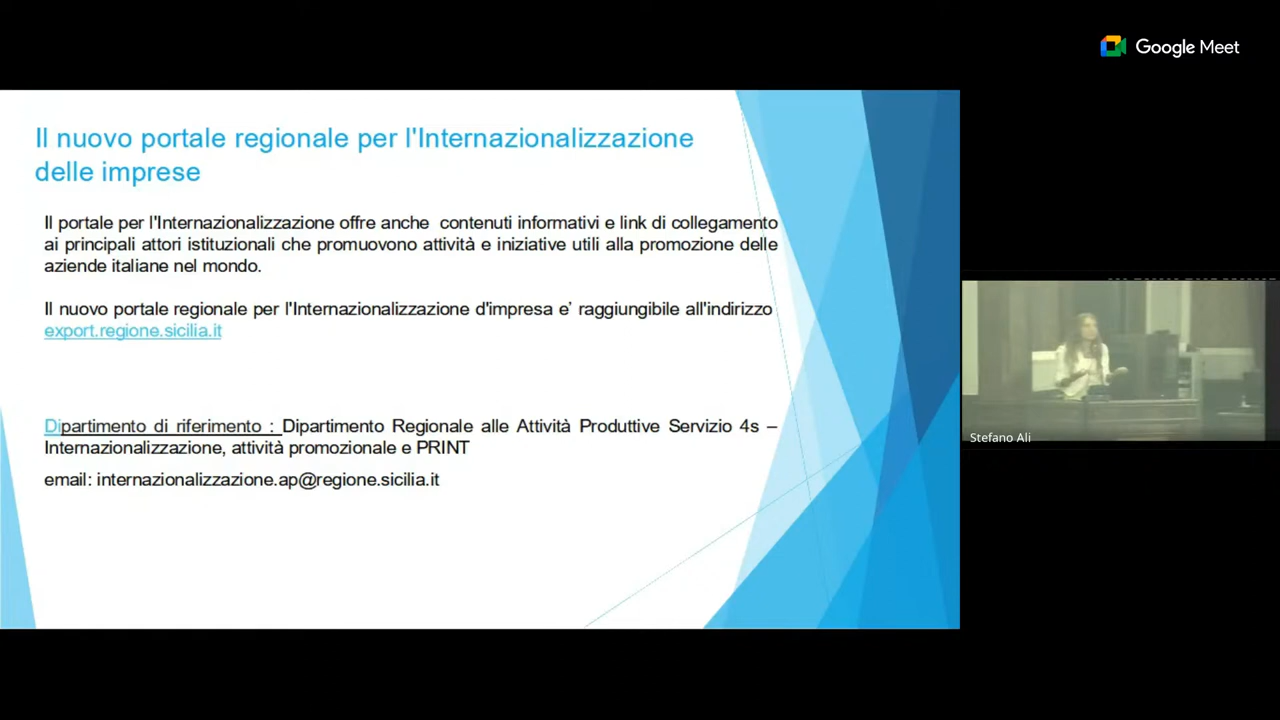 Google Meet
Il nuovo portale regionale per l'Internazionalizzazione
delle imprese
Il portale per l'Internazionalizzazione offre anche contenuti informativi e link di collegamento
ai principali attori istituzionali che promuovono attività e iniziative utili alla promozione delle
aziende italiane nel mondo.
Il nuovo portale regionale per l'Internazionalizzazione d'impresa e' raggiungibile all'indirizzo
export.regione.sicilia.it
Dipartimento di riferimento : Dipartimento Regionale alle Attività Produttive Servizio 4s –
Internazionalizzazione, attività promozionale e PRINT
email: internazionalizzazione.ap@regione.sicilia.it
Stefano Ali